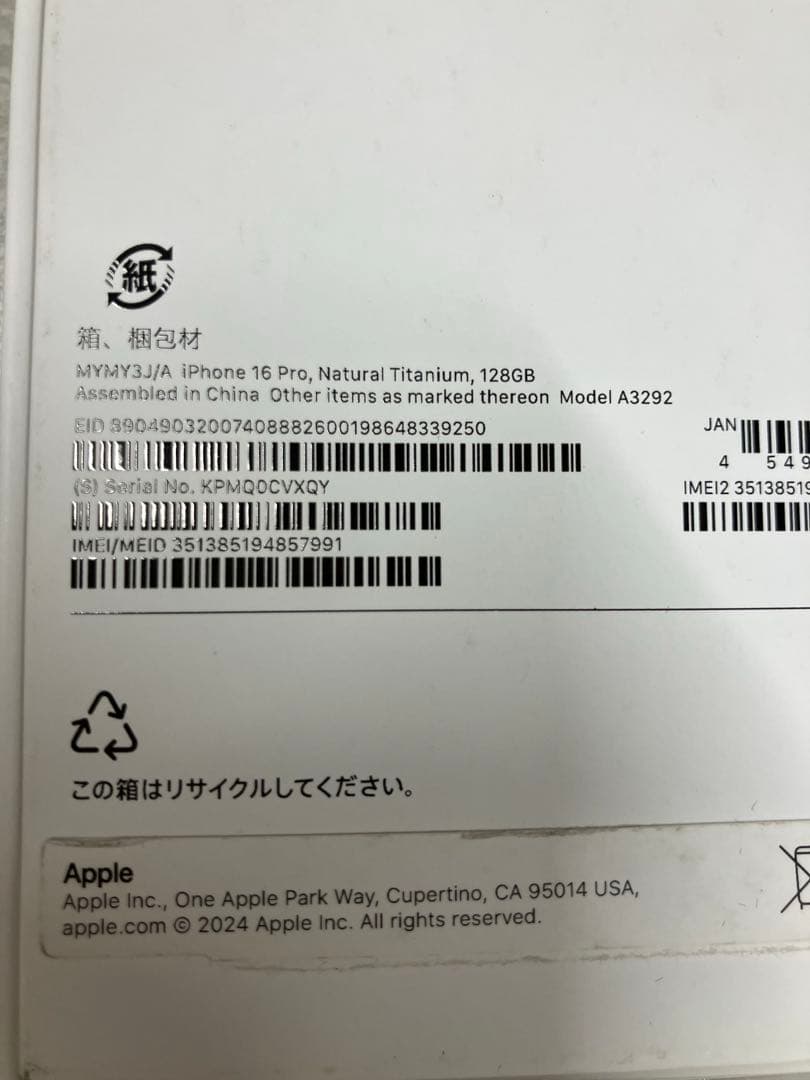 紙
箱、梱包材
MYMY3J/A iPhone 16 Pro, Natural Titanium, 128GB
Assembled in China Other items as marked thereon Model A3292
EID 89049032007408882600198648339250
JAN
4 549
(S) Serial No. KPMQ0CVXQY
IMEI2 35138519
IMEI/MEID 351385194857991
この箱はリサイクルしてください。
Apple
Apple Inc., One Apple Park Way, Cupertino, CA 95014 USA,
apple.com © 2024 Apple Inc. All rights reserved.